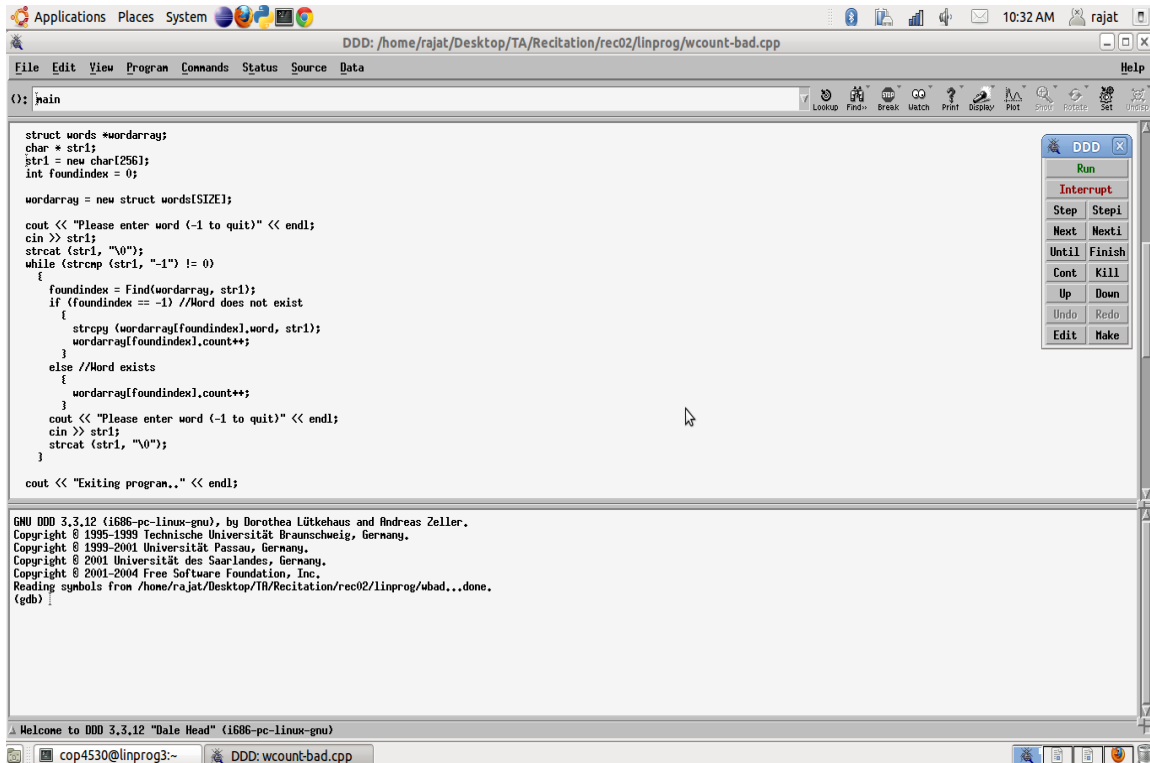 Applications Places System 10:32 AM rajat
DDD: /home/rajat/Desktop/TA/Recitation/rec02/linprog/wcount-bad.cpp
File Edit View Program Commands Status Source Data Help
(): main Lookup Find>> Break Watch Print Display Plot Show Rotate Set Undisp
struct words *wordarray;
char * str1;
str1 = new char[256];
int foundindex = 0;
wordarray = new struct words[SIZE];
cout << "Please enter word (-1 to quit)" << endl;
cin >> str1;
strcat (str1, "\0");
while (strcmp (str1, "-1") != 0)
{
foundindex = Find(wordarray, str1);
if (foundindex == -1) //Word does not exist
{
strcpy (wordarray[foundindex].word, str1);
wordarray[foundindex].count++;
}
else //Word exists
{
wordarray[foundindex].count++;
}
cout << "Please enter word (-1 to quit)" << endl;
cin >> str1;
strcat (str1, "\0");
}
cout << "Exiting program.." << endl;
DDD
Run
Interrupt
Step Stepi
Next Nexti
Until Finish
Cont Kill
Up Down
Undo Redo
Edit Make
GNU DDD 3.3.12 (i686-pc-linux-gnu), by Dorothea Lütkehaus and Andreas Zeller.
Copyright © 1995-1999 Technische Universität Braunschweig, Germany.
Copyright © 1999-2001 Universität Passau, Germany.
Copyright © 2001 Universität des Saarlandes, Germany.
Copyright © 2001-2004 Free Software Foundation, Inc.
Reading symbols from /home/rajat/Desktop/TA/Recitation/rec02/linprog/wbad...done.
(gdb)
Welcome to DDD 3.3.12 "Dale Head" (i686-pc-linux-gnu)
cop4530@linprog3:~ DDD: wcount-bad.cpp